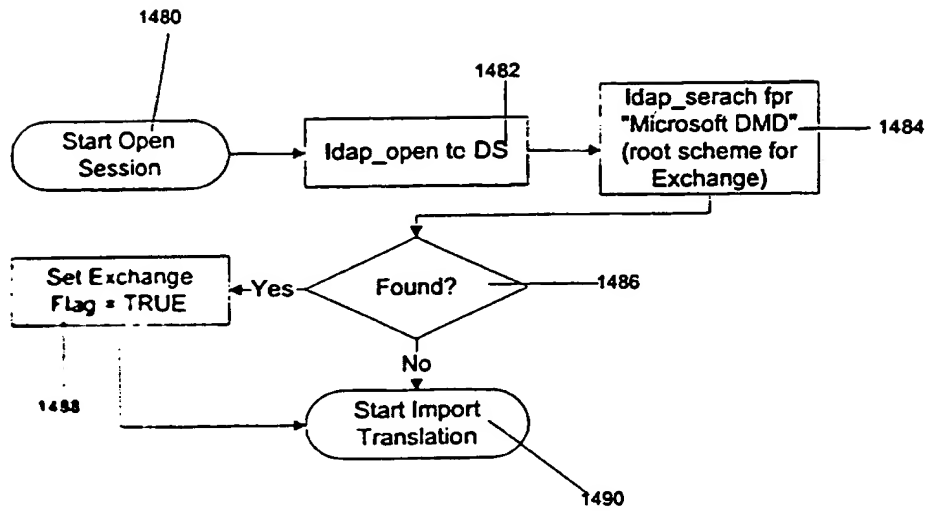 1480
Start Open
Session
1482
ldap_open tc DS
ldap_serach fpr
"Microsoft DMD"
(root scheme for
Exchange)
1484
Found?
1486
Yes
Set Exchange
Flag = TRUE
1488
No
Start Import
Translation
1490